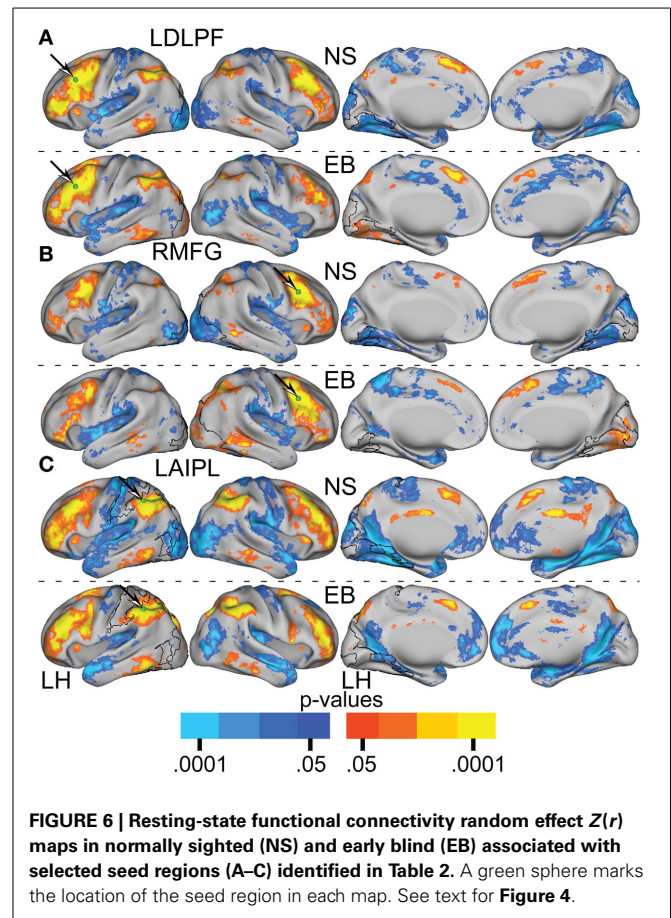 A
LDLPF
NS
EB
B
RMFG
NS
EB
C
LAIPL
NS
EB
LH
LH
p-values
.0001
.05
.05
.0001
FIGURE 6 | Resting-state functional connectivity random effect Z(r)
maps in normally sighted (NS) and early blind (EB) associated with
selected seed regions (A–C) identified in Table 2. A green sphere marks
the location of the seed region in each map. See text for Figure 4.